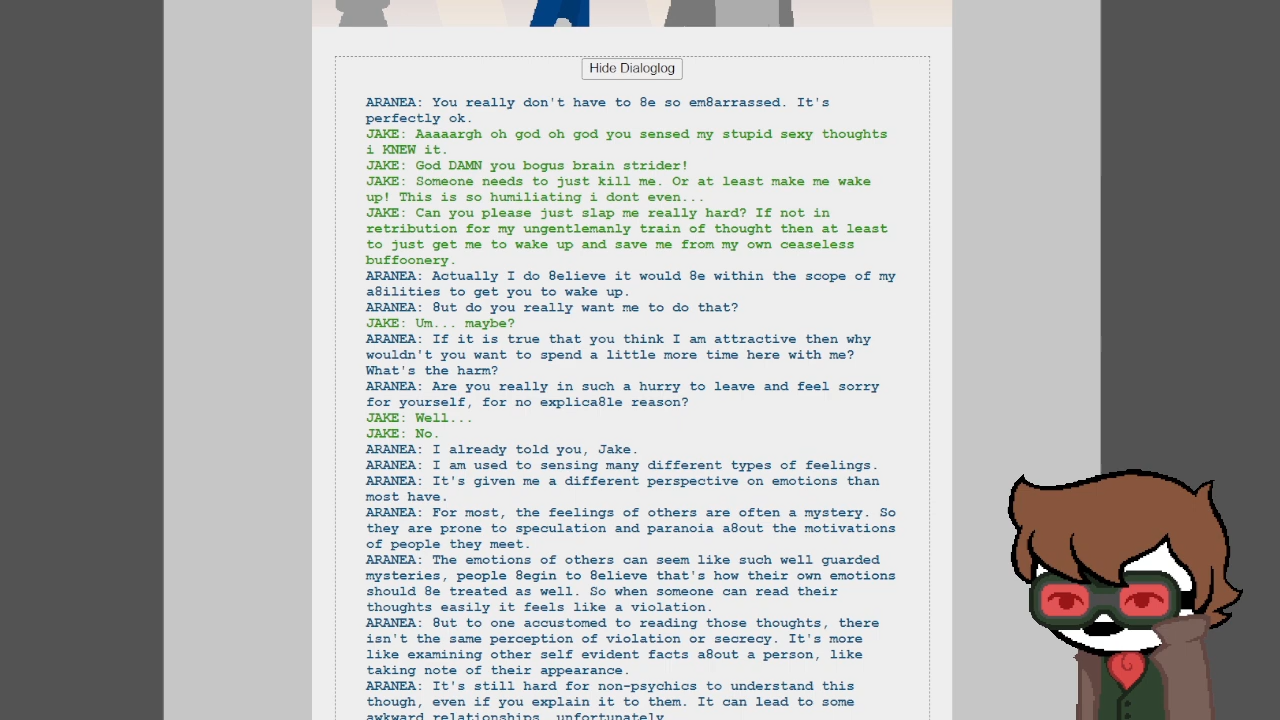 Hide Dialoglog
ARANEA: You really don't have to 8e so em8arrassed. It's
perfectly ok.
JAKE: Aaaaargh oh god oh god you sensed my stupid sexy thoughts
i KNEW it.
JAKE: God DAMN you bogus brain strider!
JAKE: Someone needs to just kill me. Or at least make me wake
up! This is so humiliating i dont even...
JAKE: Can you please just slap me really hard? If not in
retribution for my ungentlemanly train of thought then at least
to just get me to wake up and save me from my own ceaseless
buffoonery.
ARANEA: Actually I do 8elieve it would 8e within the scope of my
a8ilities to get you to wake up.
ARANEA: 8ut do you really want me to do that?
JAKE: Um... maybe?
ARANEA: If it is true that you think I am attractive then why
wouldn't you want to spend a little more time here with me?
What's the harm?
ARANEA: Are you really in such a hurry to leave and feel sorry
for yourself, for no explica8le reason?
JAKE: Well...
JAKE: No.
ARANEA: I already told you, Jake.
ARANEA: I am used to sensing many different types of feelings.
ARANEA: It's given me a different perspective on emotions than
most have.
ARANEA: For most, the feelings of others are often a mystery. So
they are prone to speculation and paranoia a8out the motivations
of people they meet.
ARANEA: The emotions of others can seem like such well guarded
mysteries, people 8egin to 8elieve that's how their own emotions
should 8e treated as well. So when someone can read their
thoughts easily it feels like a violation.
ARANEA: 8ut to one accustomed to reading those thoughts, there
isn't the same perception of violation or secrecy. It's more
like examining other self evident facts a8out a person, like
taking note of their appearance.
ARANEA: It's still hard for non-psychics to understand this
though, even if you explain it to them. It can lead to some
awkward relationships, unfortunately.